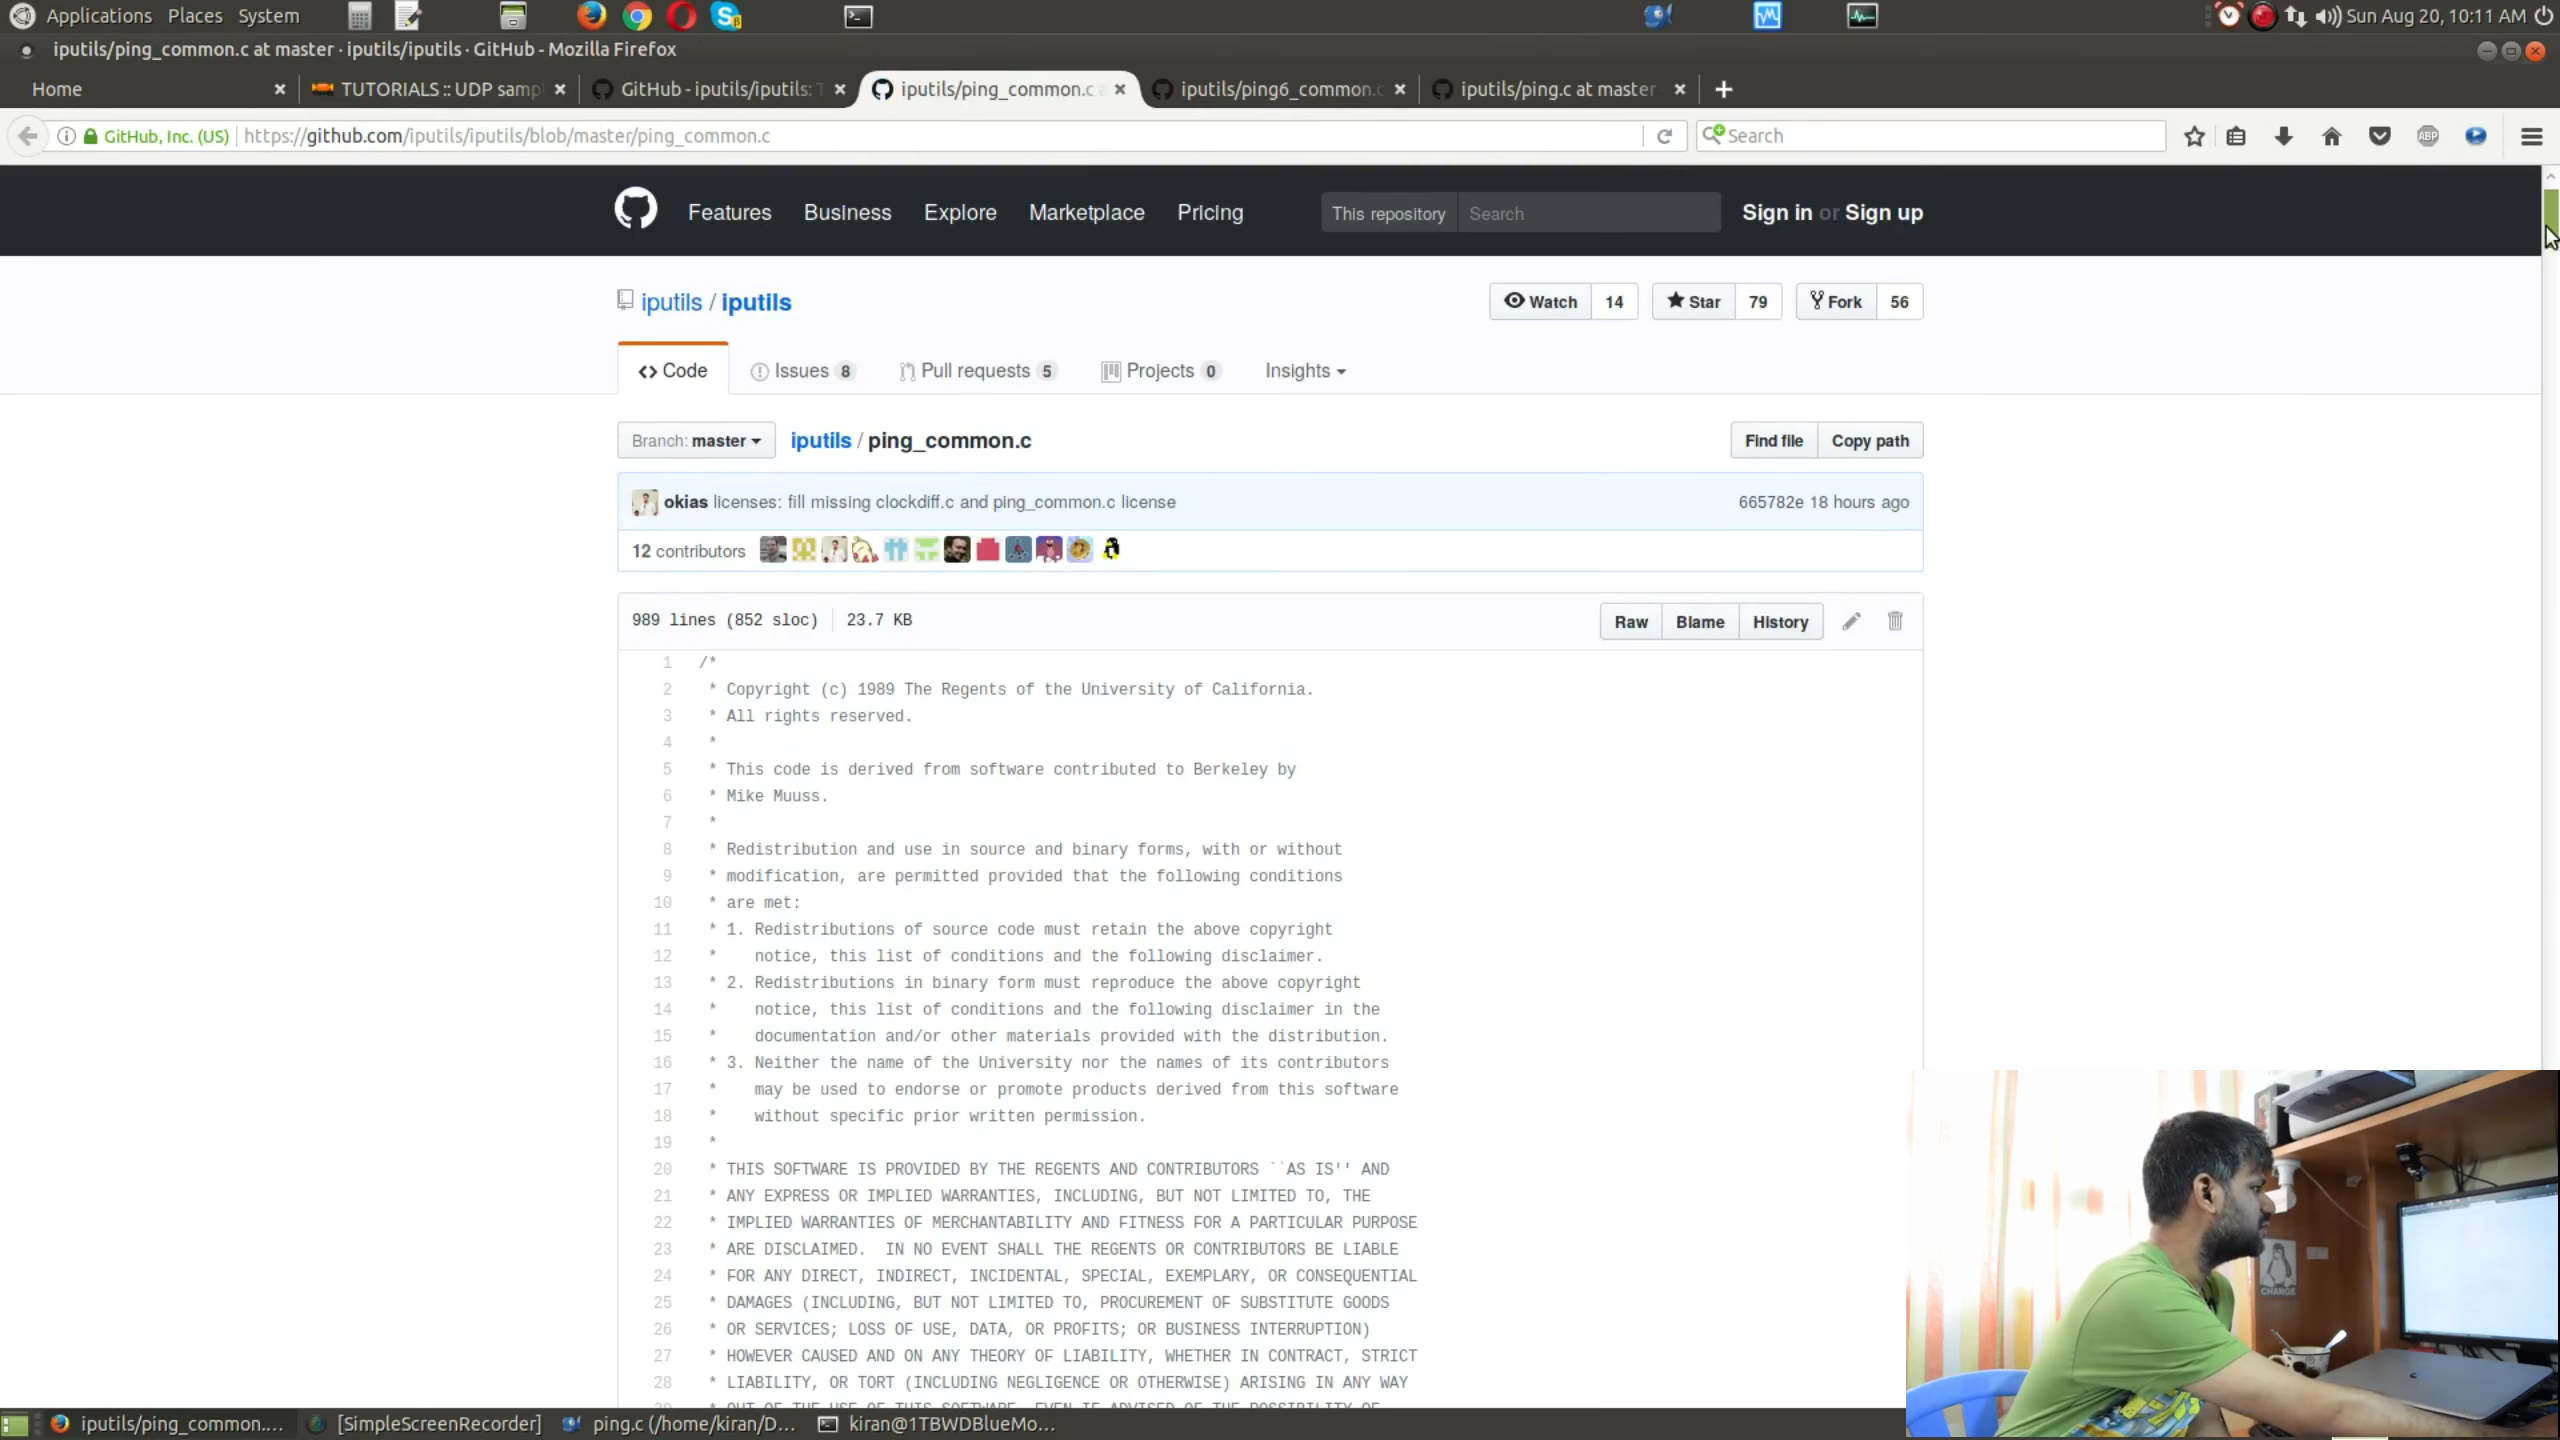 Applications Places System
Sun Aug 20, 10:11 AM
iputils/ping_common.c at master · iputils/iputils · GitHub - Mozilla Firefox
Home
TUTORIALS :: UDP samp
GitHub - iputils/iputils: T
iputils/ping_common.c a
iputils/ping6_common.c
iputils/ping.c at master
GitHub, Inc. (US) https://github.com/iputils/iputils/blob/master/ping_common.c
Search
ABP
Features Business Explore Marketplace Pricing
This repository Search
Sign in or Sign up
iputils / iputils
Watch 14
Star 79
Fork 56
Code
Issues 8
Pull requests 5
Projects 0
Insights
Branch: master
iputils / ping_common.c
Find file Copy path
okias licenses: fill missing clockdiff.c and ping_common.c license
665782e 18 hours ago
12 contributors
989 lines (852 sloc) 23.7 KB
Raw Blame History
1 /*
2 * Copyright (c) 1989 The Regents of the University of California.
3 * All rights reserved.
4 *
5 * This code is derived from software contributed to Berkeley by
6 * Mike Muuss.
7 *
8 * Redistribution and use in source and binary forms, with or without
9 * modification, are permitted provided that the following conditions
10 * are met:
11 * 1. Redistributions of source code must retain the above copyright
12 * notice, this list of conditions and the following disclaimer.
13 * 2. Redistributions in binary form must reproduce the above copyright
14 * notice, this list of conditions and the following disclaimer in the
15 * documentation and/or other materials provided with the distribution.
16 * 3. Neither the name of the University nor the names of its contributors
17 * may be used to endorse or promote products derived from this software
18 * without specific prior written permission.
19 *
20 * THIS SOFTWARE IS PROVIDED BY THE REGENTS AND CONTRIBUTORS ``AS IS'' AND
21 * ANY EXPRESS OR IMPLIED WARRANTIES, INCLUDING, BUT NOT LIMITED TO, THE
22 * IMPLIED WARRANTIES OF MERCHANTABILITY AND FITNESS FOR A PARTICULAR PURPOSE
23 * ARE DISCLAIMED.  IN NO EVENT SHALL THE REGENTS OR CONTRIBUTORS BE LIABLE
24 * FOR ANY DIRECT, INDIRECT, INCIDENTAL, SPECIAL, EXEMPLARY, OR CONSEQUENTIAL
25 * DAMAGES (INCLUDING, BUT NOT LIMITED TO, PROCUREMENT OF SUBSTITUTE GOODS
26 * OR SERVICES; LOSS OF USE, DATA, OR PROFITS; OR BUSINESS INTERRUPTION)
27 * HOWEVER CAUSED AND ON ANY THEORY OF LIABILITY, WHETHER IN CONTRACT, STRICT
28 * LIABILITY, OR TORT (INCLUDING NEGLIGENCE OR OTHERWISE) ARISING IN ANY WAY
29 * OUT OF THE USE OF THIS SOFTWARE, EVEN IF ADVISED OF THE POSSIBILITY OF
CHANGE
iputils/ping_common....
[SimpleScreenRecorder]
ping.c (/home/kiran/D...
kiran@1TBWDBlueMo...